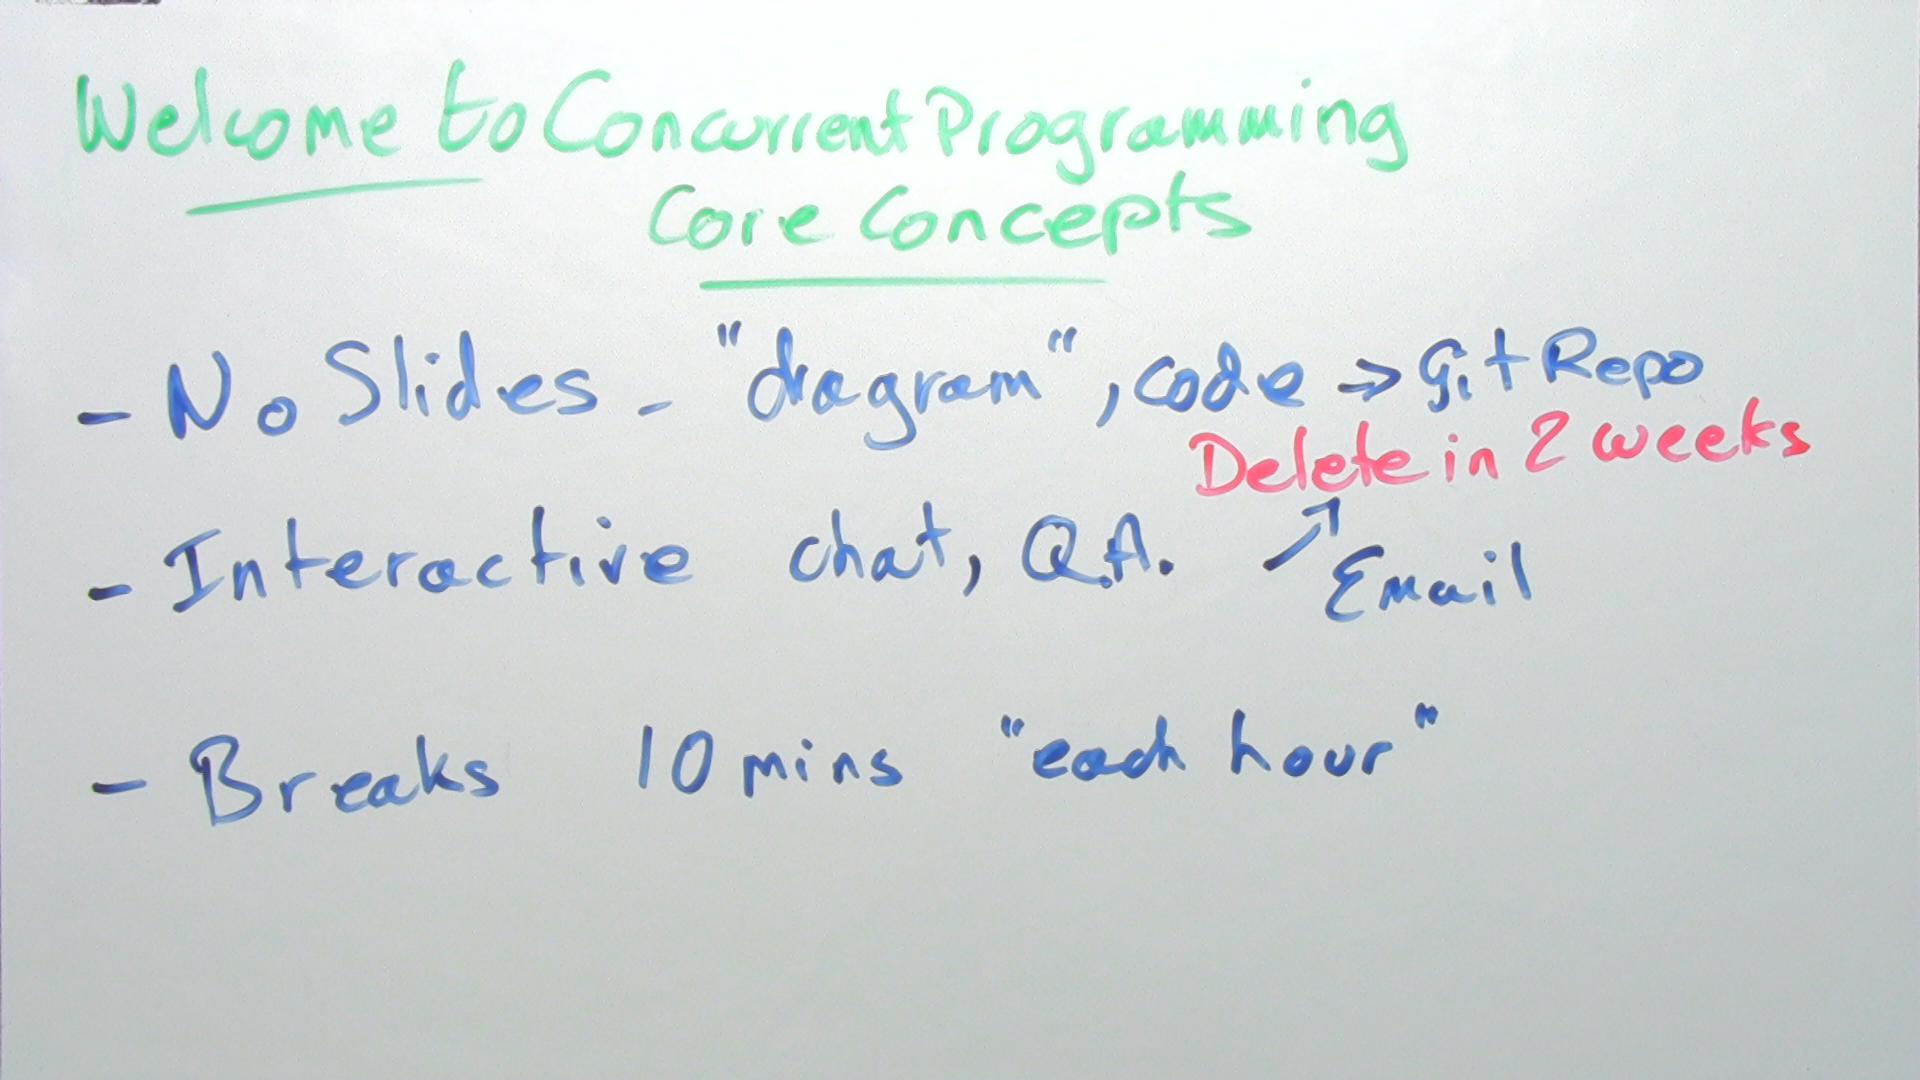 Welcome to Concurrent Programming
Core Concepts
- No Slides - "diagram", code → Git Repo
Delete in 2 weeks
- Interactive chat, Q.A. ↗ Email
- Breaks 10 mins "each hour"